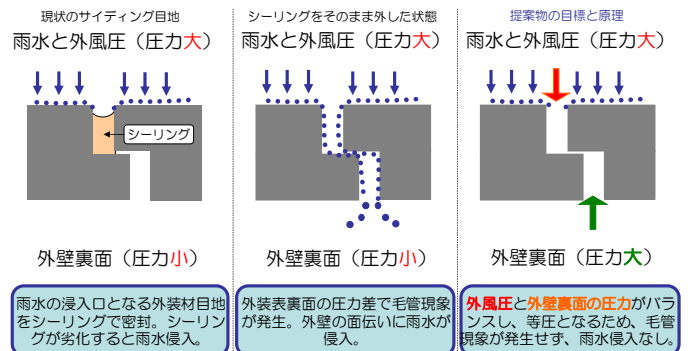 現状のサイディング目地
雨水と外風圧（圧力大）
シーリング
外壁裏面（圧力小）
雨水の浸入口となる外装材目地
をシーリングで密封。シーリン
グが劣化すると雨水侵入。
シーリングをそのまま外した状態
雨水と外風圧（圧力大）
外壁裏面（圧力小）
外装表裏面の圧力差で毛管現象
が発生。外壁の面伝いに雨水が
侵入。
提案物の目標と原理
雨水と外風圧（圧力大）
外壁裏面（圧力大）
外風圧と外壁裏面の圧力がバラ
ンスし、等圧となるため、毛管
現象が発生せず、雨水侵入なし。